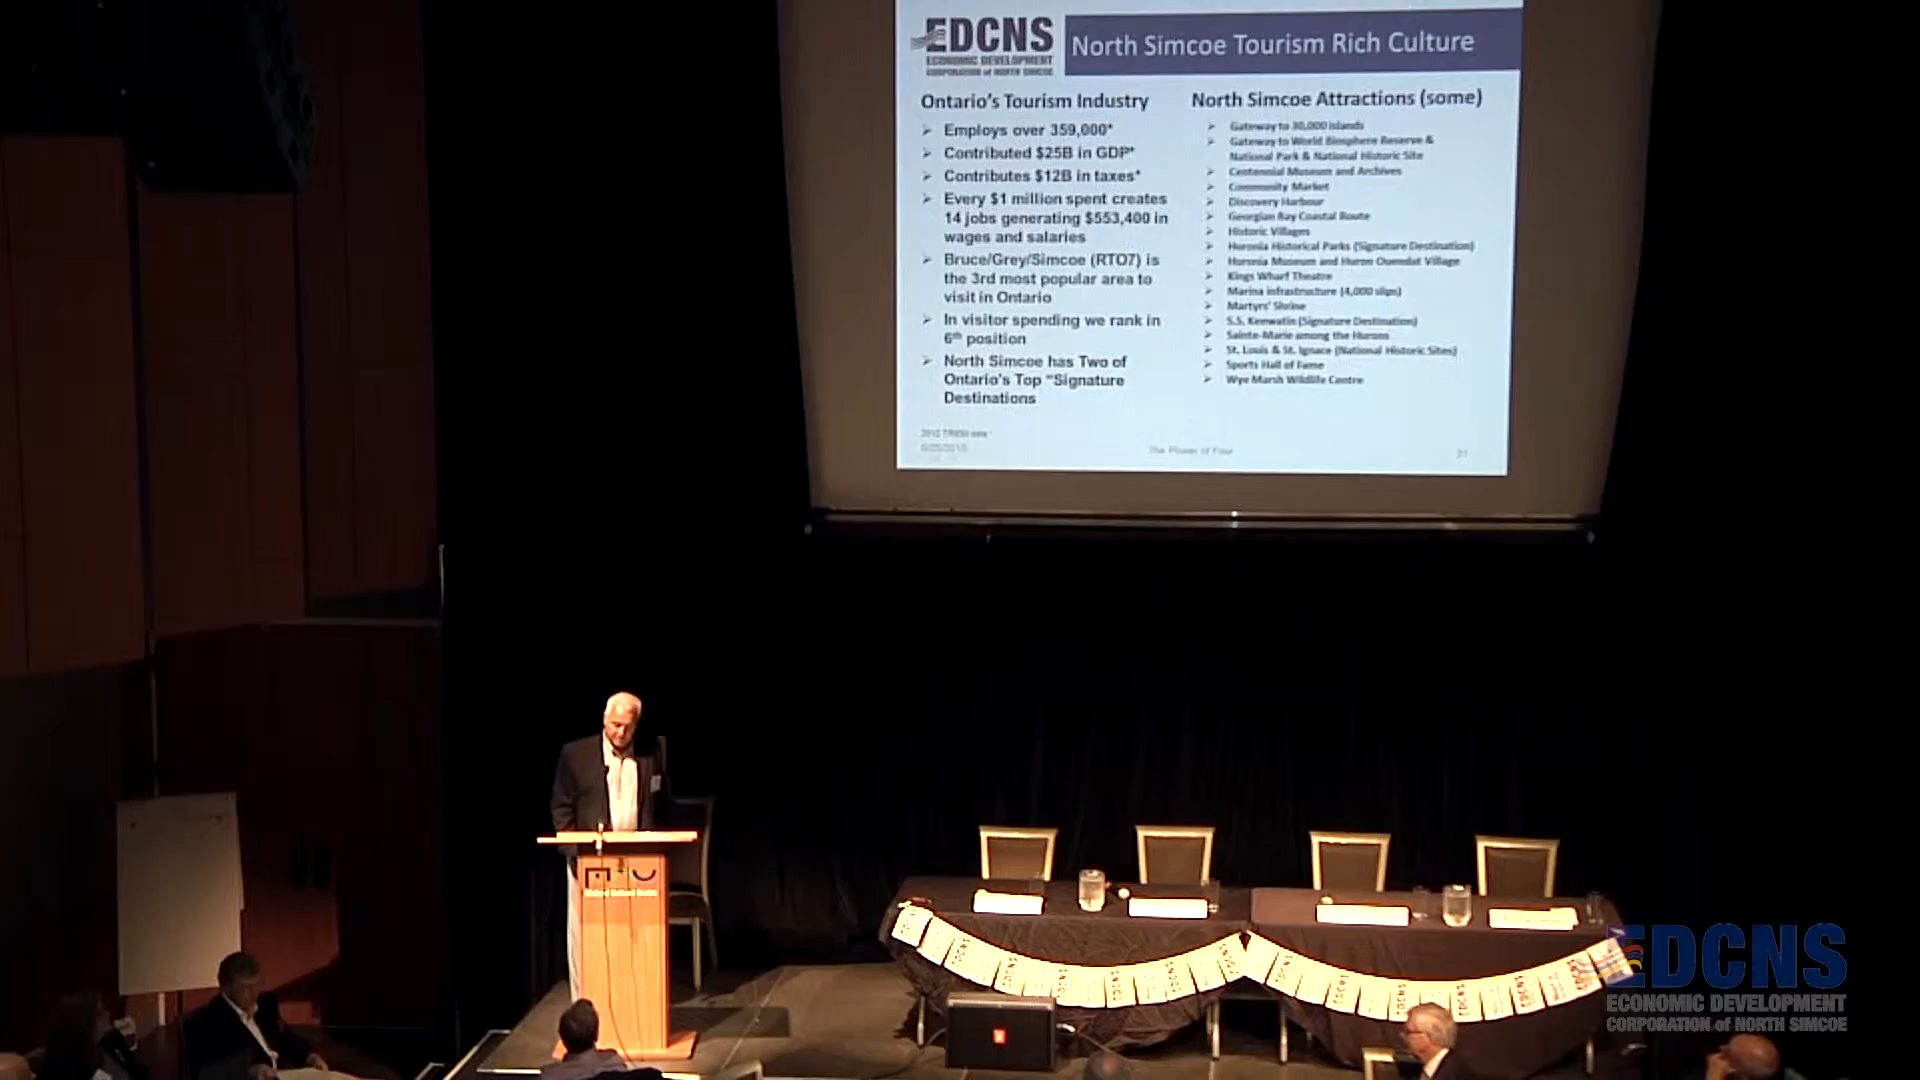 EDCNS
ECONOMIC DEVELOPMENT
CORPORATION of NORTH SIMCOE
North Simcoe Tourism Rich Culture
Ontario's Tourism Industry
Employs over 359,000*
Contributed $25B in GDP*
Contributes $12B in taxes*
Every $1 million spent creates
14 jobs generating $553,400 in
wages and salaries
Bruce/Grey/Simcoe (RTO7) is
the 3rd most popular area to
visit in Ontario
In visitor spending we rank in
6th position
North Simcoe has Two of
Ontario's Top "Signature
Destinations
North Simcoe Attractions (some)
Gateway to 30,000 islands
Gateway to World Biosphere Reserve &
National Park & National Historic Site
Centennial Museum and Archives
Community Market
Discovery Harbour
Georgian Bay Coastal Route
Historic Villages
Huronia Historical Parks (Signature Destination)
Huronia Museum and Huron Ouendat Village
Kings Wharf Theatre
Marina infrastructure (4,000 slips)
Martyrs' Shrine
S.S. Keewatin (Signature Destination)
Sainte-Marie among the Hurons
St. Louis & St. Ignace (National Historic Sites)
Sports Hall of Fame
Wye Marsh Wildlife Centre
The Power of Four
EDCNS
ECONOMIC DEVELOPMENT
CORPORATION of NORTH SIMCOE